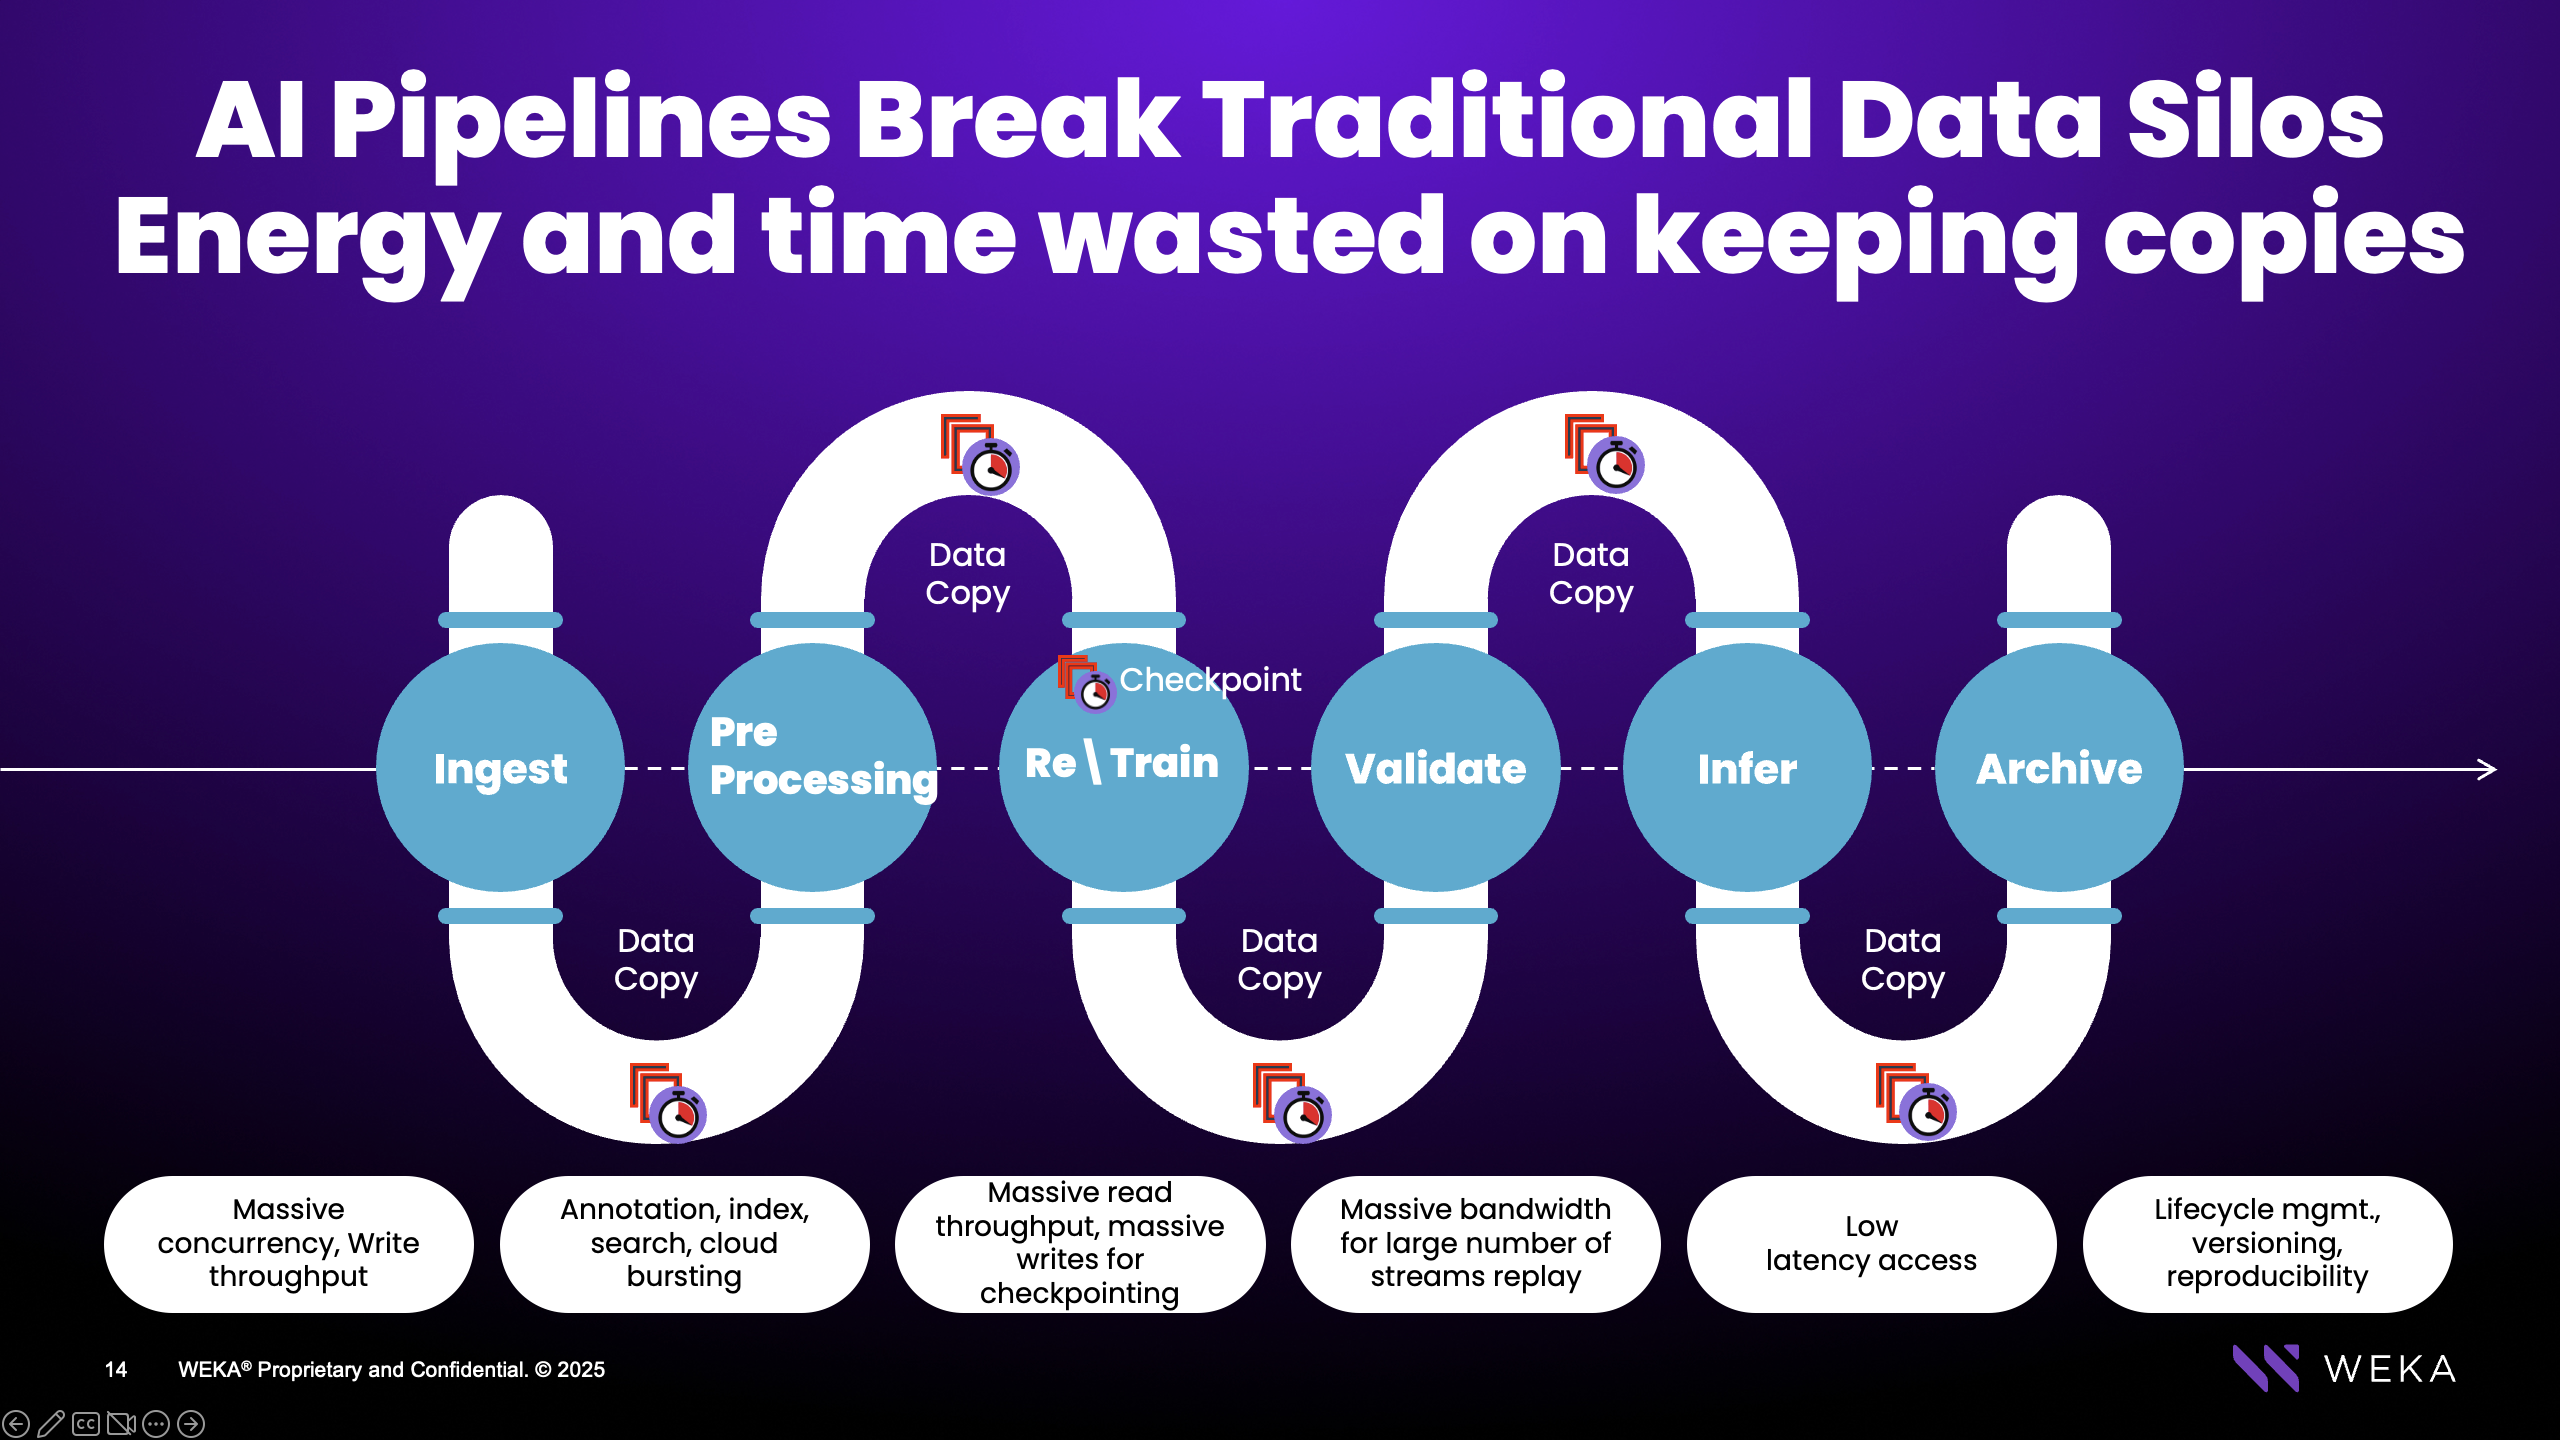 AI Pipelines Break Traditional Data Silos
Energy and time wasted on keeping copies
Data
Copy
Data
Copy
Checkpoint
Ingest
Pre
Processing
Re\Train
Validate
Infer
Archive
Data
Copy
Data
Copy
Data
Copy
Massive
concurrency, Write
throughput
Annotation, index,
search, cloud
bursting
Massive read
throughput, massive
writes for
checkpointing
Massive bandwidth
for large number of
streams replay
Low
latency access
Lifecycle mgmt.,
versioning,
reproducibility
14
WEKA® Proprietary and Confidential. © 2025
WEKA
CC